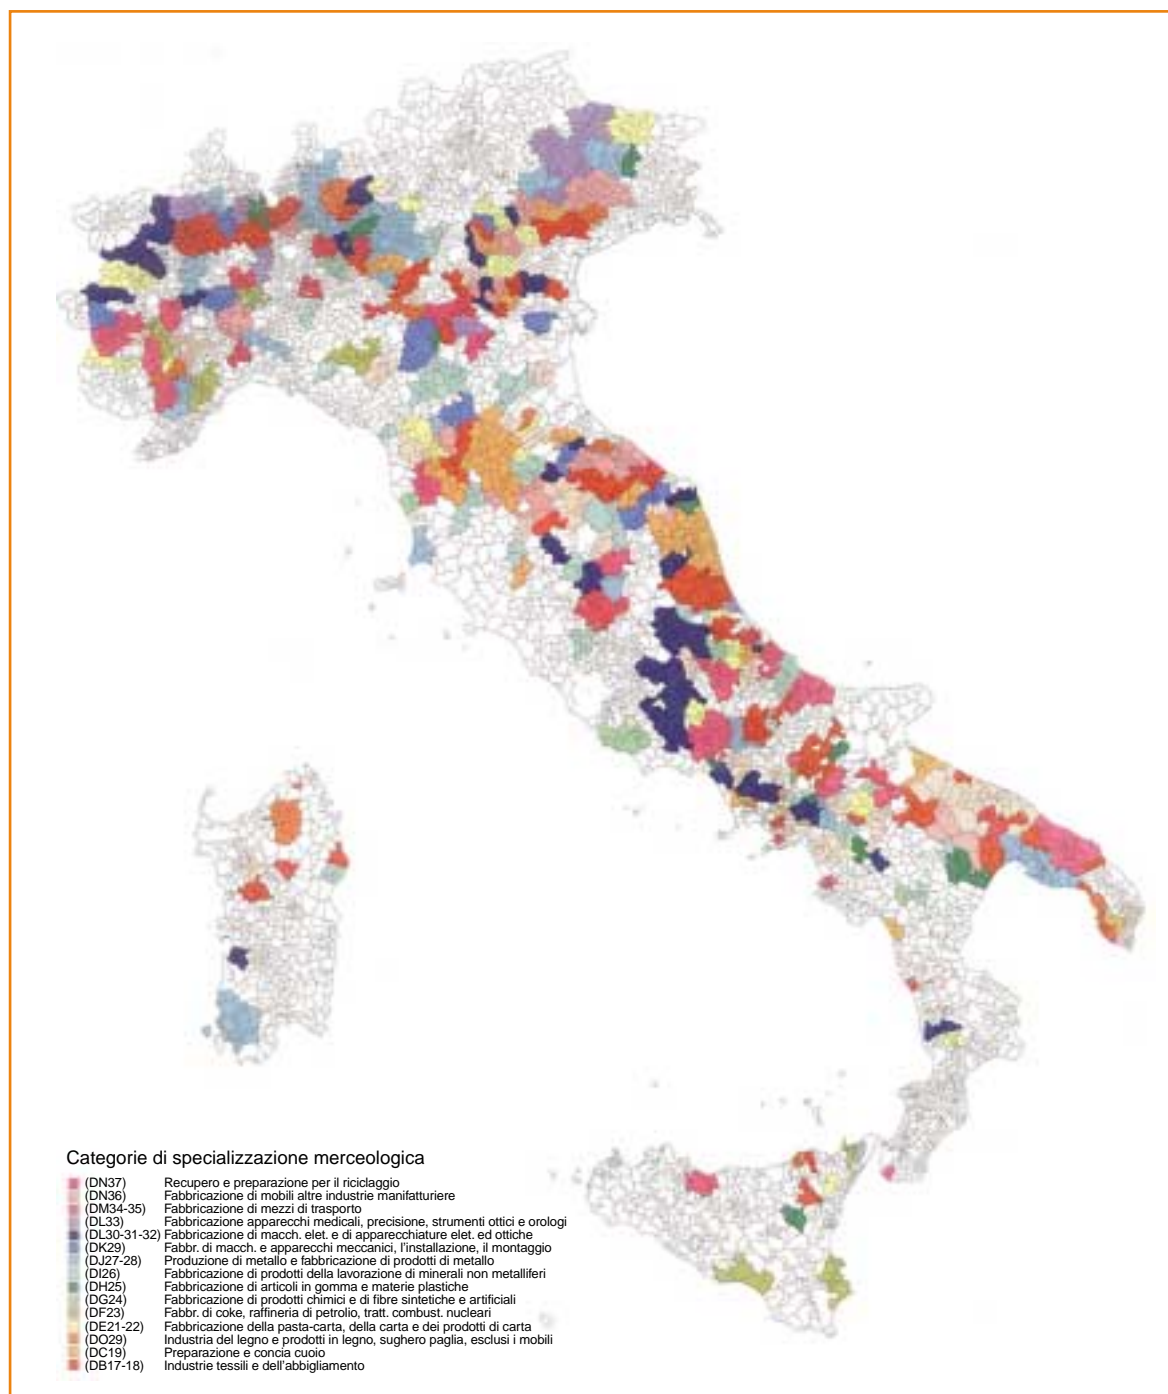 Categorie di specializzazione merceologica
(DN37) Recupero e preparazione per il riciclaggio
(DN36) Fabbricazione di mobili altre industrie manifatturiere
(DM34-35) Fabbricazione di mezzi di trasporto
(DL33) Fabbricazione apparecchi medicali, precisione, strumenti ottici e orologi
(DL30-31-32) Fabbricazione di macch. elet. e di apparecchiature elet. ed ottiche
(DK29) Fabbr. di macch. e apparecchi meccanici, l'installazione, il montaggio
(DJ27-28) Produzione di metallo e fabbricazione di prodotti di metallo
(DI26) Fabbricazione di prodotti della lavorazione di minerali non metalliferi
(DH25) Fabbricazione di articoli in gomma e materie plastiche
(DG24) Fabbricazione di prodotti chimici e di fibre sintetiche e artificiali
(DF23) Fabbr. di coke, raffineria di petrolio, tratt. combust. nucleari
(DE21-22) Fabbricazione della pasta-carta, della carta e dei prodotti di carta
(DO29) Industria del legno e prodotti in legno, sughero paglia, esclusi i mobili
(DC19) Preparazione e concia cuoio
(DB17-18) Industrie tessili e dell'abbigliamento